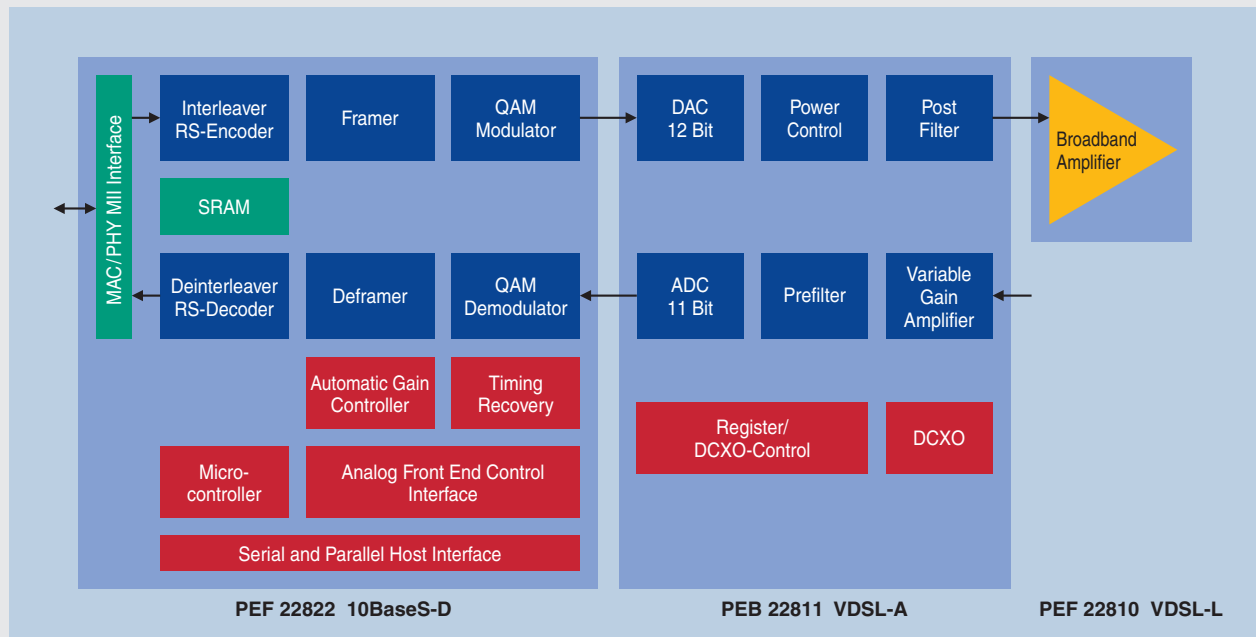 MAC/PHY MII Interface
Interleaver
RS-Encoder
Framer
QAM
Modulator
DAC
12 Bit
Power
Control
Post
Filter
Broadband
Amplifier
SRAM
Deinterleaver
RS-Decoder
Deframer
QAM
Demodulator
ADC
11 Bit
Prefilter
Variable
Gain
Amplifier
Automatic Gain
Controller
Timing
Recovery
Register/
DCXO-Control
DCXO
Micro-
controller
Analog Front End Control
Interface
Serial and Parallel Host Interface
PEF 22822 10BaseS-D
PEB 22811 VDSL-A
PEF 22810 VDSL-L